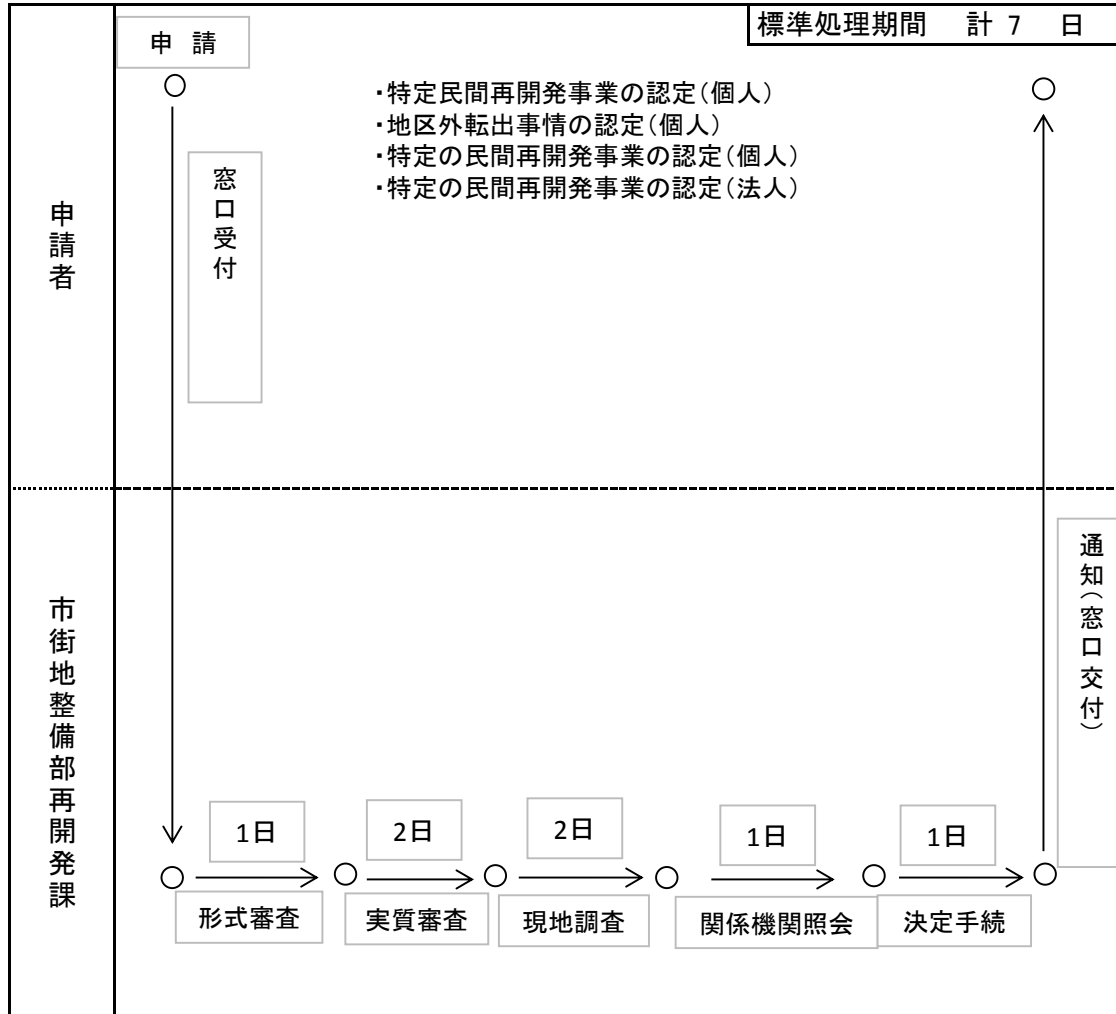 標準処理期間 計 7 日
申 請
・特定民間再開発事業の認定(個人)
・地区外転出事情の認定(個人)
・特定の民間再開発事業の認定(個人)
・特定の民間再開発事業の認定(法人)
窓口受付
申請者
通知(窓口交付)
市街地整備部再開発課
1日
2日
2日
1日
1日
形式審査
実質審査
現地調査
関係機関照会
決定手続